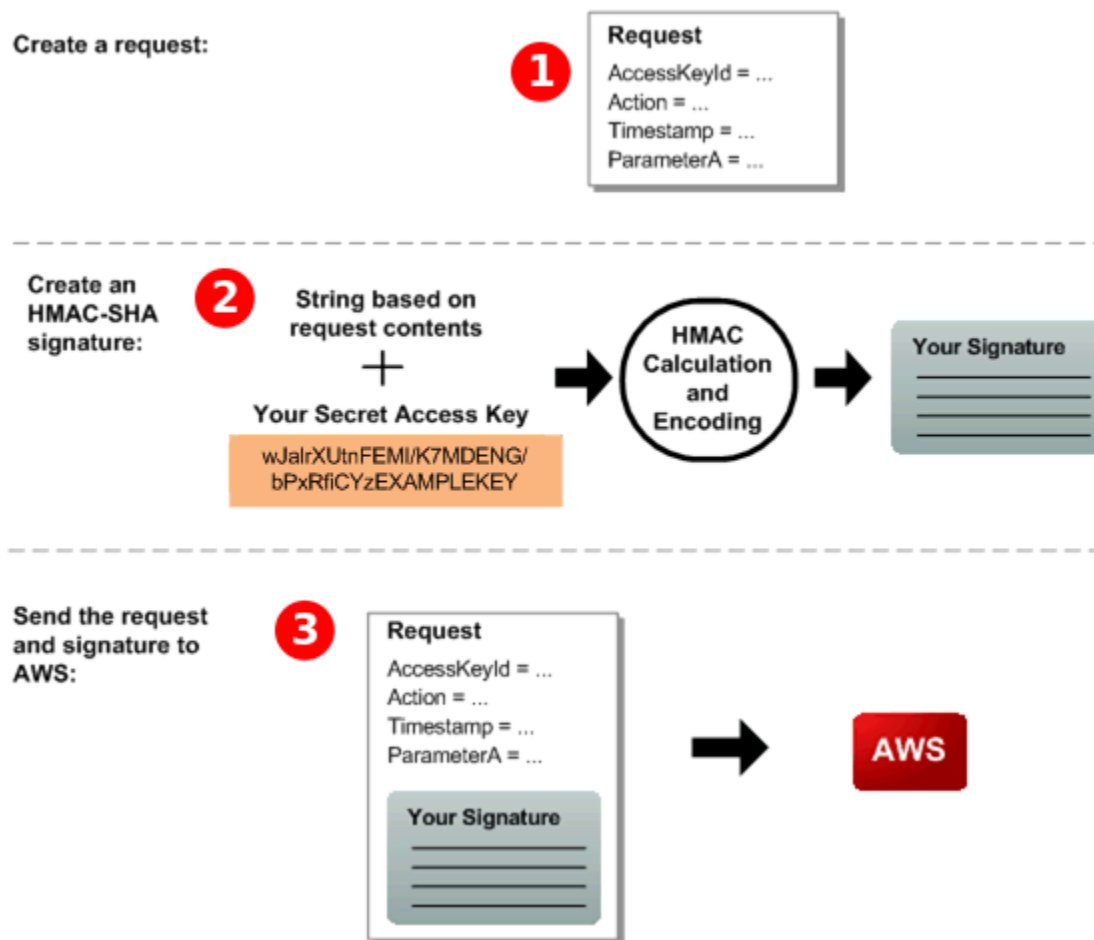 Create a request:
1
Request
AccessKeyId = ...
Action = ...
Timestamp = ...
ParameterA = ...
Create an
HMAC-SHA
signature:
2
String based on
request contents
+
Your Secret Access Key
wJalrXUtnFEMI/K7MDENG/
bPxRfiCYzEXAMPLEKEY
HMAC
Calculation
and
Encoding
Your Signature
Send the request
and signature to
AWS:
3
Request
AccessKeyId = ...
Action = ...
Timestamp = ...
ParameterA = ...
Your Signature
AWS